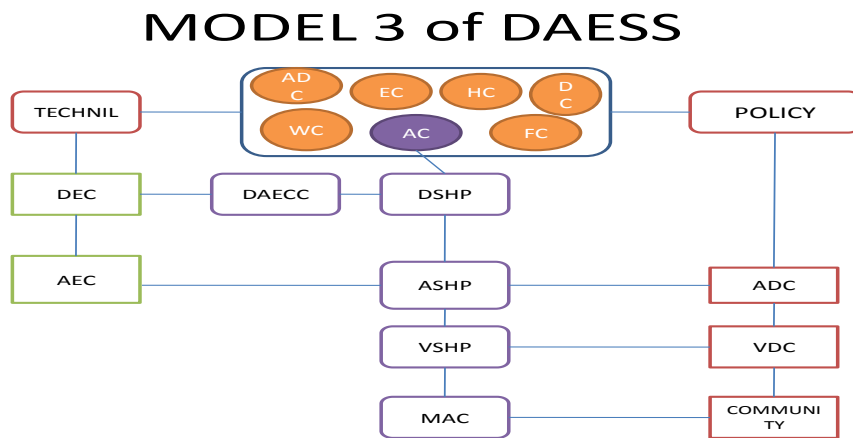 MODEL 3 of DAESS
AD
C
EC
HC
D
C
TECHNIL
POLICY
WC
AC
FC
DEC
DAECC
DSHP
AEC
ASHP
ADC
VSHP
VDC
MAC
COMMUNI
TY